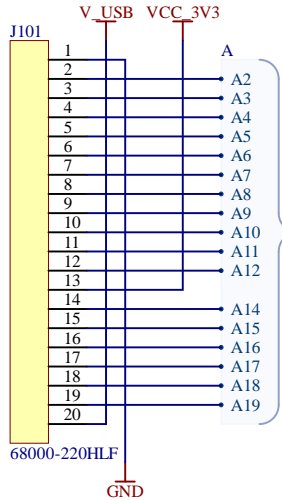 V_USB VCC_3V3
J101
A
1
2 A2
3 A3
4 A4
5 A5
6 A6
7 A7
8 A8
9 A9
10 A10
11 A11
12 A12
13
14 A14
15 A15
16 A16
17 A17
18 A18
19 A19
20
68000-220HLF
GND